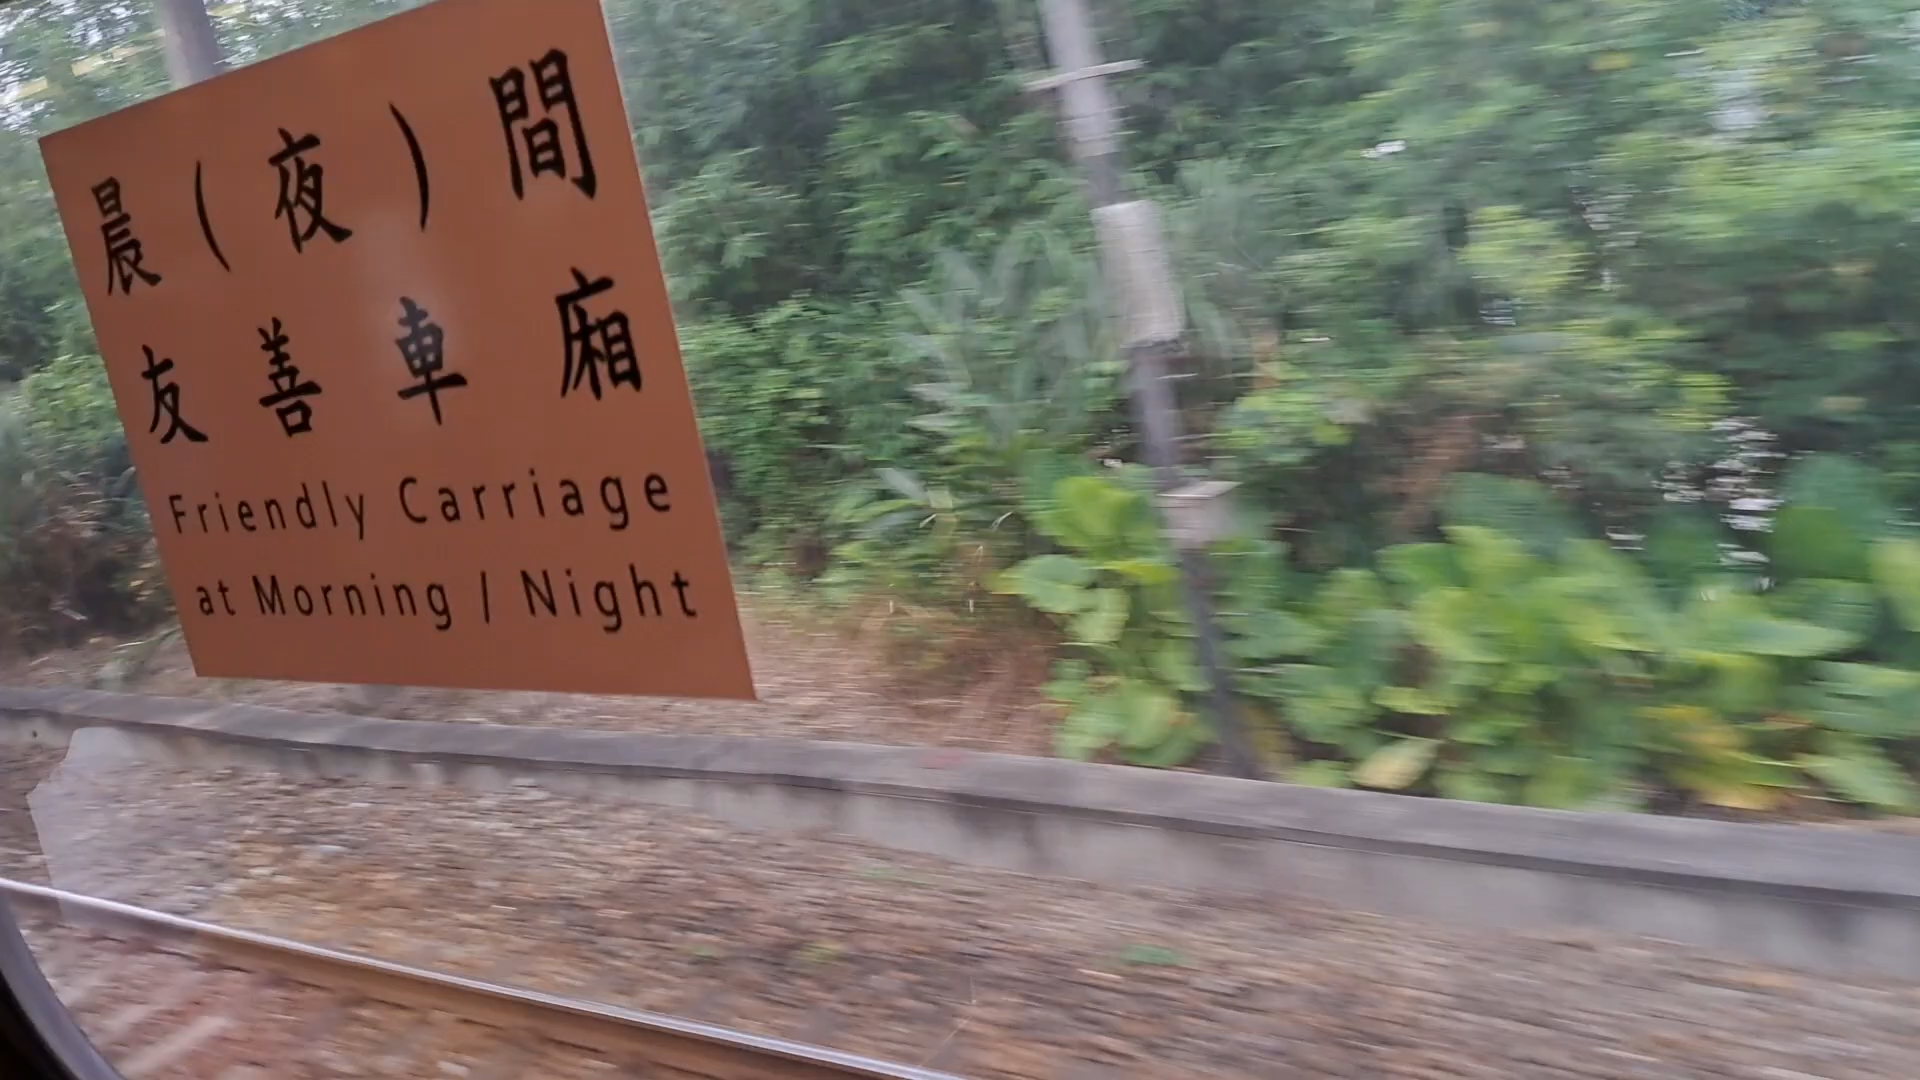 晨(夜)間
友善車廂
Friendly Carriage
at Morning / Night